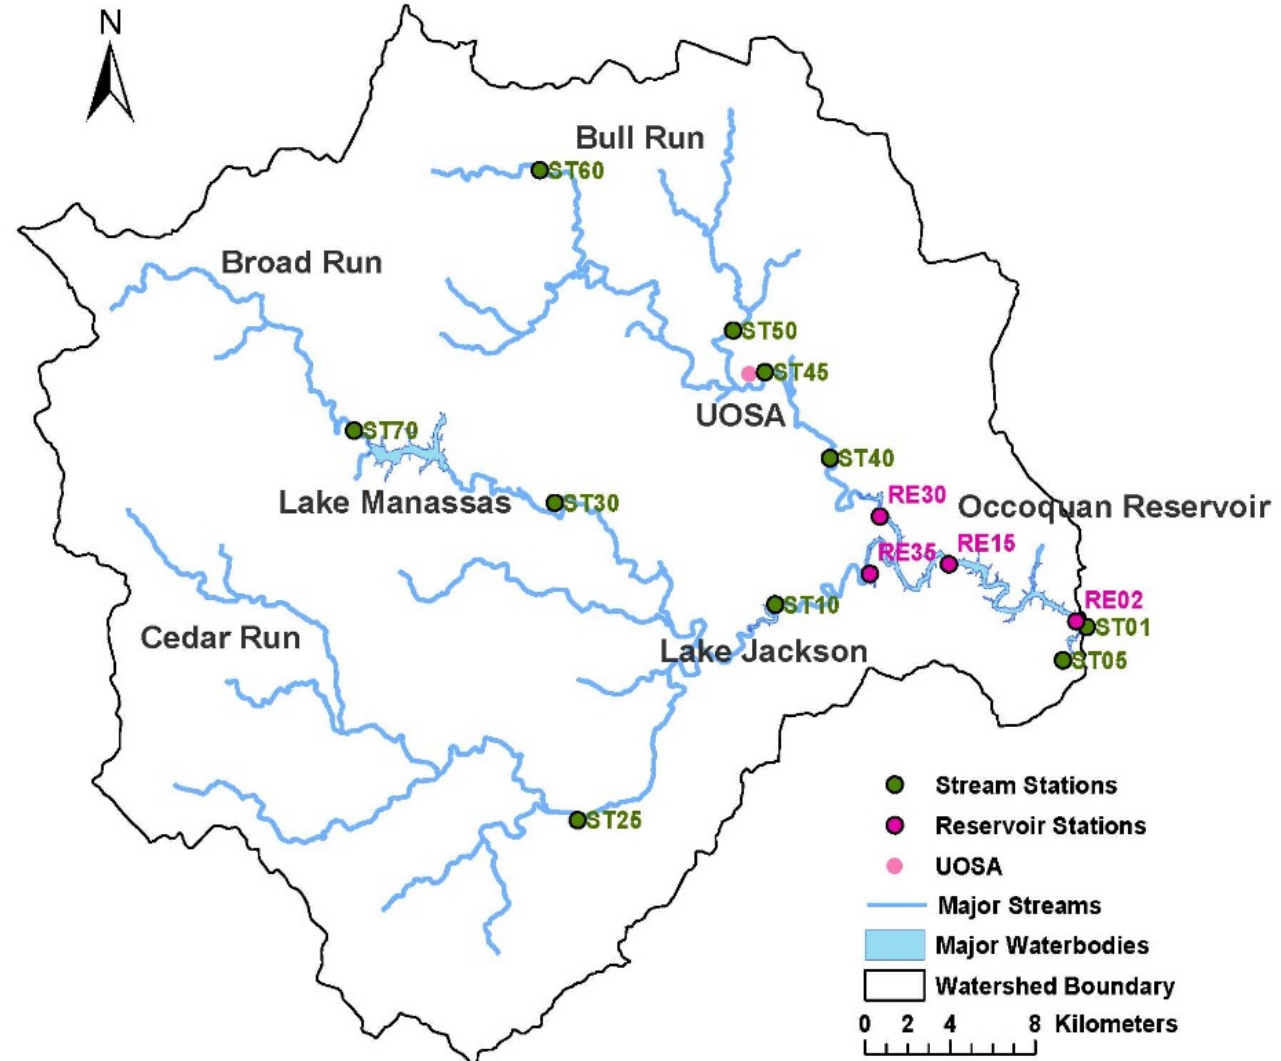 N
Bull Run
ST60
Broad Run
ST50
ST45
UOSA
ST70
ST40
Lake Manassas
ST30
RE30
Occoquan Reservoir
RE35
RE15
ST10
RE02
ST01
Cedar Run
Lake Jackson
ST05
ST25
Stream Stations
Reservoir Stations
UOSA
Major Streams
Major Waterbodies
Watershed Boundary
0 2 4 8 Kilometers